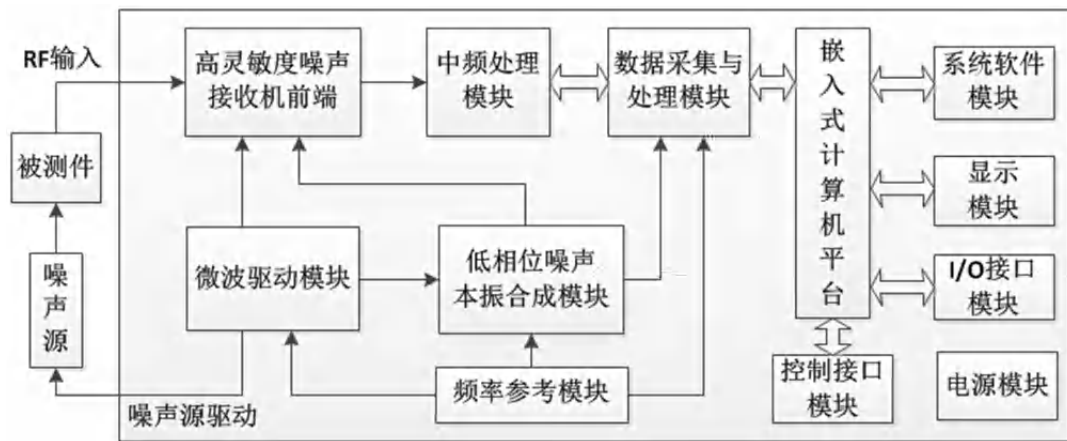 RF输入
高灵敏度噪声
接收机前端
中频处理
模块
数据采集与
处理模块
嵌
入
式
计
算
机
平
台
系统软件
模块
被测件
显示
模块
噪
声
源
微波驱动模块
低相位噪声
本振合成模块
I/O接口
模块
频率参考模块
控制接口
模块
电源模块
噪声源驱动